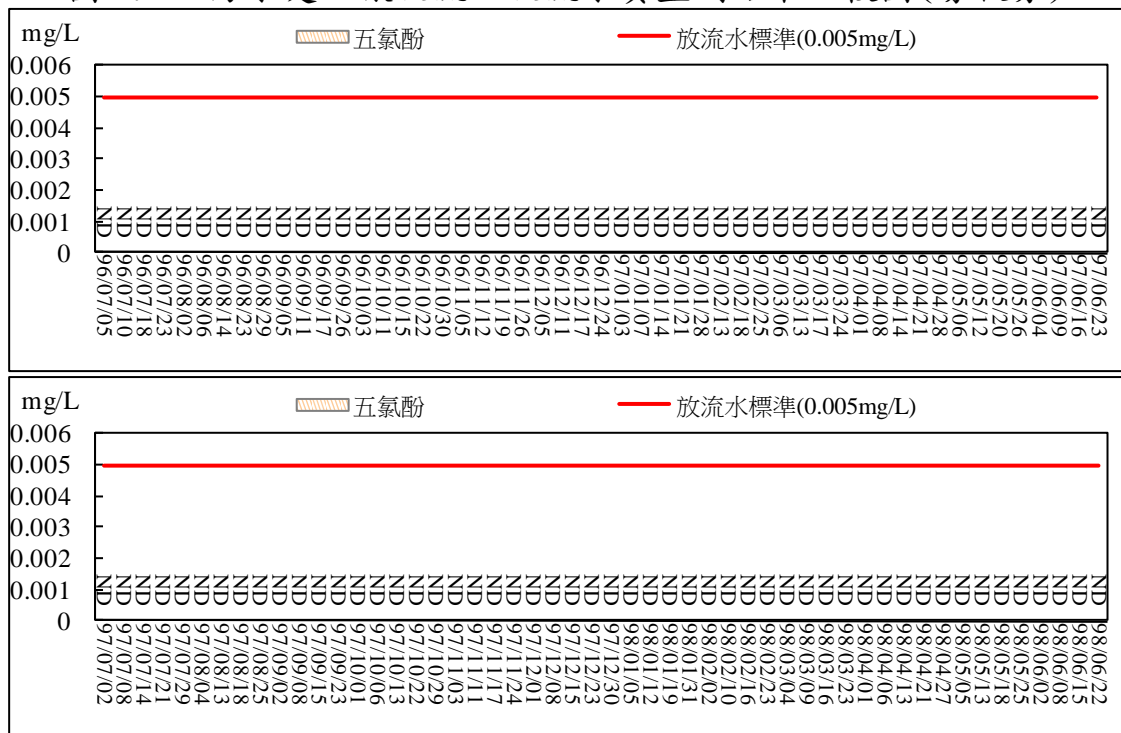 mg/L 五氯酚 放流水標準(0.005mg/L)
0.006
0.005
0.004
0.003
0.002
0.001
0
ND ND ND ND ND ND ND ND ND ND ND ND ND ND ND ND ND ND ND ND ND ND ND ND ND ND ND ND ND ND ND ND ND ND ND ND ND ND ND ND ND ND ND ND ND ND ND ND ND ND ND
96/07/05 96/07/10 96/07/18 96/07/23 96/08/02 96/08/06 96/08/14 96/08/23 96/08/29 96/09/05 96/09/11 96/09/17 96/09/26 96/10/03 96/10/11 96/10/15 96/10/22 96/10/30 96/11/05 96/11/12 96/11/19 96/11/26 96/12/05 96/12/11 96/12/17 96/12/24 97/01/03 97/01/07 97/01/14 97/01/21 97/01/28 97/02/13 97/02/18 97/02/25 97/03/06 97/03/13 97/03/17 97/03/24 97/04/01 97/04/08 97/04/14 97/04/21 97/04/28 97/05/06 97/05/12 97/05/20 97/05/26 97/06/04 97/06/09 97/06/16 97/06/23
mg/L 五氯酚 放流水標準(0.005mg/L)
0.006
0.005
0.004
0.003
0.002
0.001
0
ND ND ND ND ND ND ND ND ND ND ND ND ND ND ND ND ND ND ND ND ND ND ND ND ND ND ND ND ND ND ND ND ND ND ND ND ND ND ND ND ND ND ND ND ND ND ND ND ND ND ND ND
97/07/02 97/07/08 97/07/14 97/07/21 97/07/29 97/08/04 97/08/13 97/08/18 97/08/25 97/09/02 97/09/08 97/09/15 97/09/23 97/10/01 97/10/06 97/10/13 97/10/22 97/10/29 97/11/03 97/11/11 97/11/17 97/11/24 97/12/01 97/12/08 97/12/15 97/12/23 97/12/30 98/01/05 98/01/12 98/01/19 98/01/31 98/02/02 98/02/10 98/02/16 98/02/23 98/03/04 98/03/09 98/03/16 98/03/23 98/04/01 98/04/06 98/04/13 98/04/21 98/04/27 98/05/05 98/05/13 98/05/18 98/05/25 98/06/02 98/06/08 98/06/15 98/06/22